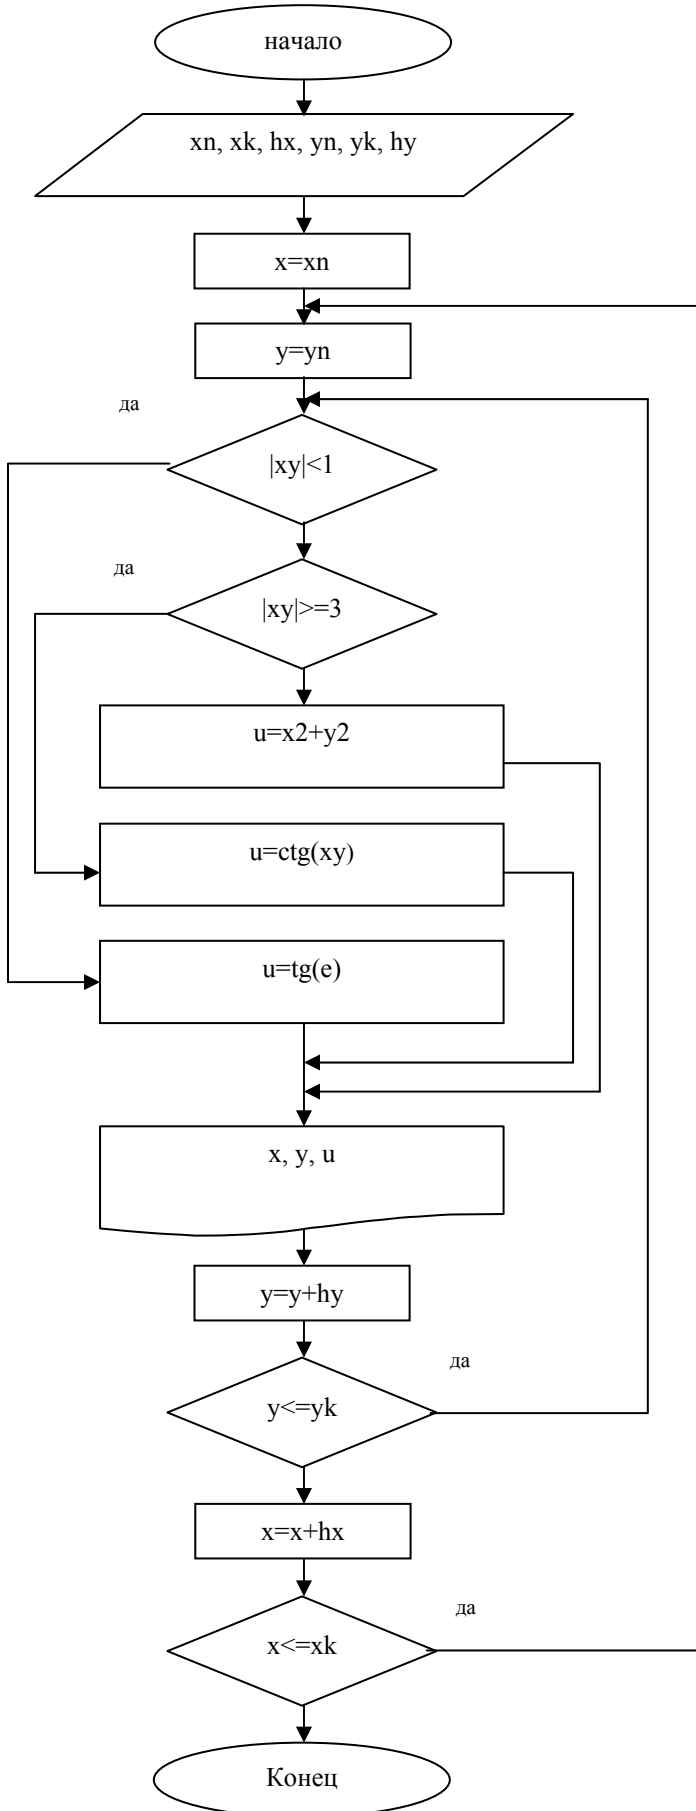 начало
xn, xk, hx, yn, yk, hy
x=xn
y=yn
да
|xy|<1
да
|xy|>=3
u=x2+y2
u=ctg(xy)
u=tg(e)
x, y, u
y=y+hy
да
y<=yk
x=x+hx
да
x<=xk
Конец